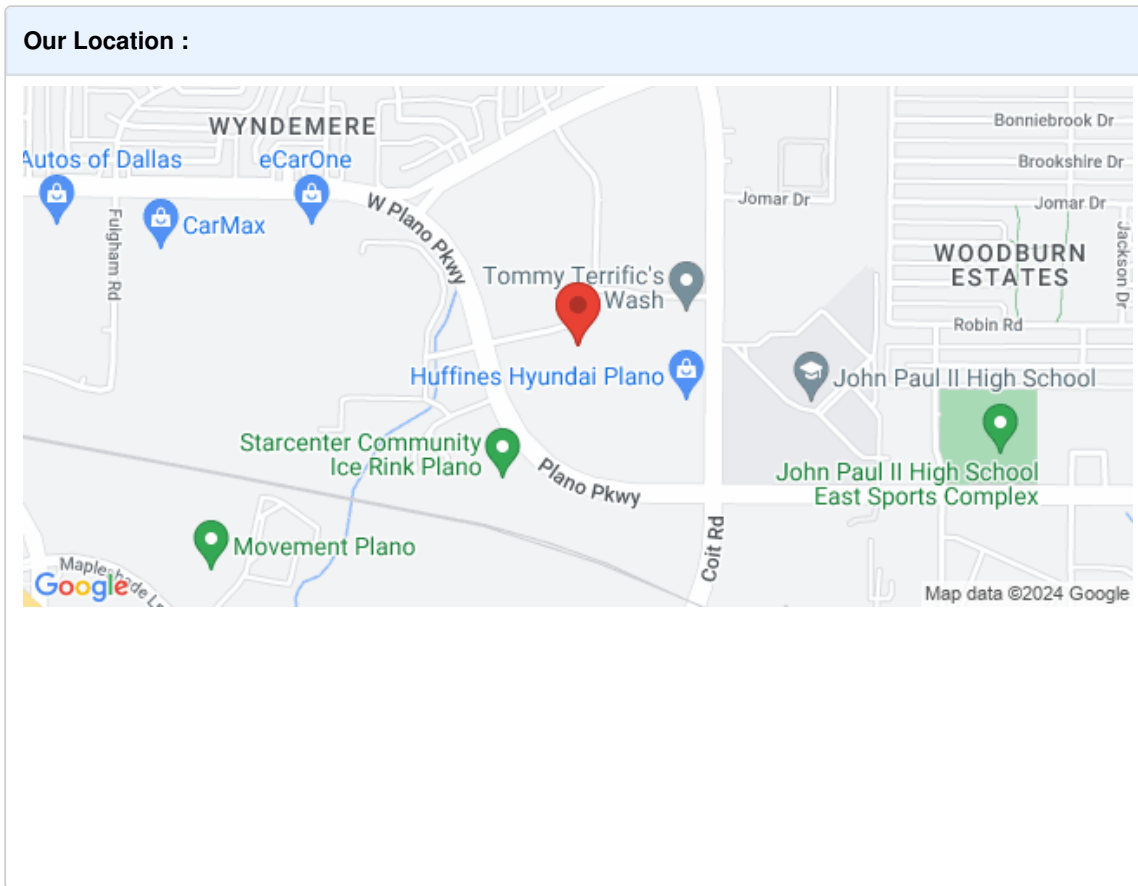 Our Location :
WYNDEMERE
Autos of Dallas
eCarOne
CarMax
Fulgham Rd
W Plano Pkwy
Bonniebrook Dr
Brookshire Dr
Jomar Dr
Jomar Dr
Jackson Dr
WOODBURN
ESTATES
Tommy Terrific's
Wash
Robin Rd
Huffines Hyundai Plano
John Paul II High School
Starcenter Community
Ice Rink Plano
Plano Pkwy
John Paul II High School
East Sports Complex
Coit Rd
Movement Plano
Google
Map data ©2024 Google